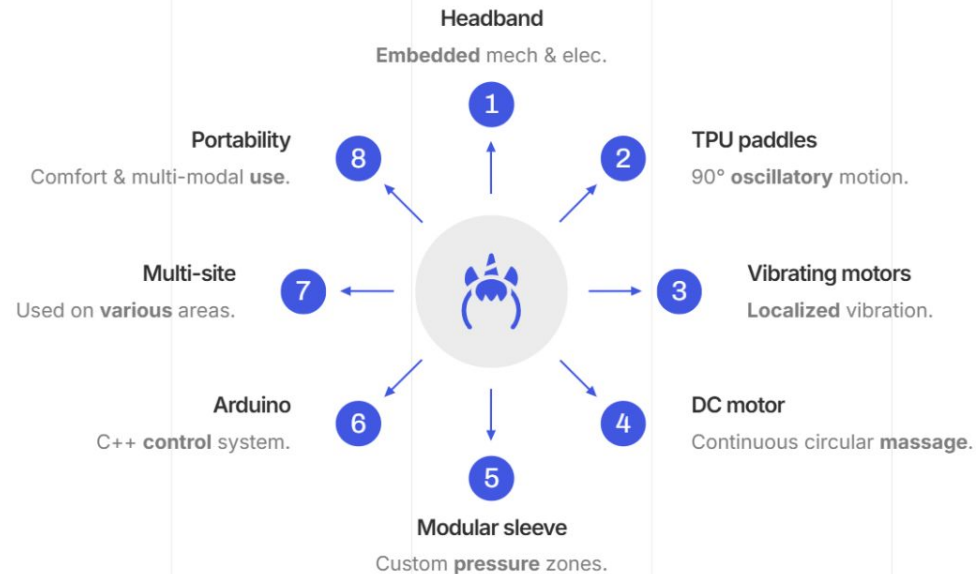 Headband
Embedded mech & elec.
1
TPU paddles
90° oscillatory motion.
2
Vibrating motors
Localized vibration.
3
DC motor
Continuous circular massage.
4
5
Modular sleeve
Custom pressure zones.
Arduino
C++ control system.
6
Multi-site
Used on various areas.
7
Portability
Comfort & multi-modal use.
8